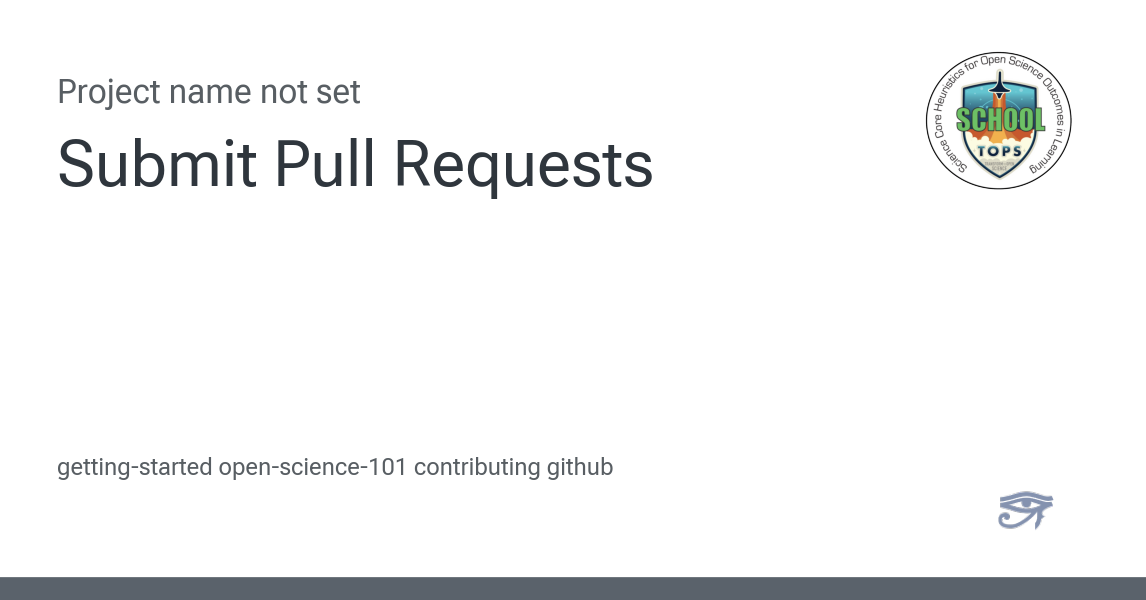 Project name not set
Submit Pull Requests
Science Core Heuristics for Open Science Outcomes in Learning
SCHOOL
TOPS
getting-started open-science-101 contributing github